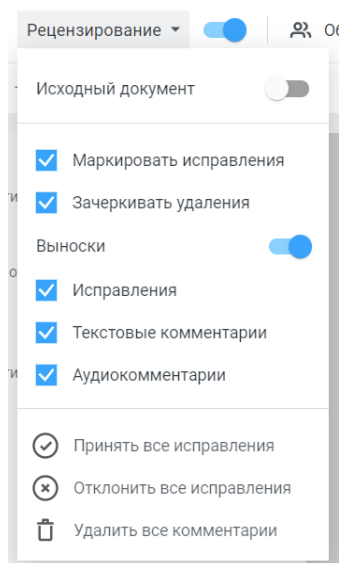 Рецензирование
Исходный документ
Маркировать исправления
Зачеркивать удаления
Выноски
Исправления
Текстовые комментарии
Аудиокомментарии
Принять все исправления
Отклонить все исправления
Удалить все комментарии